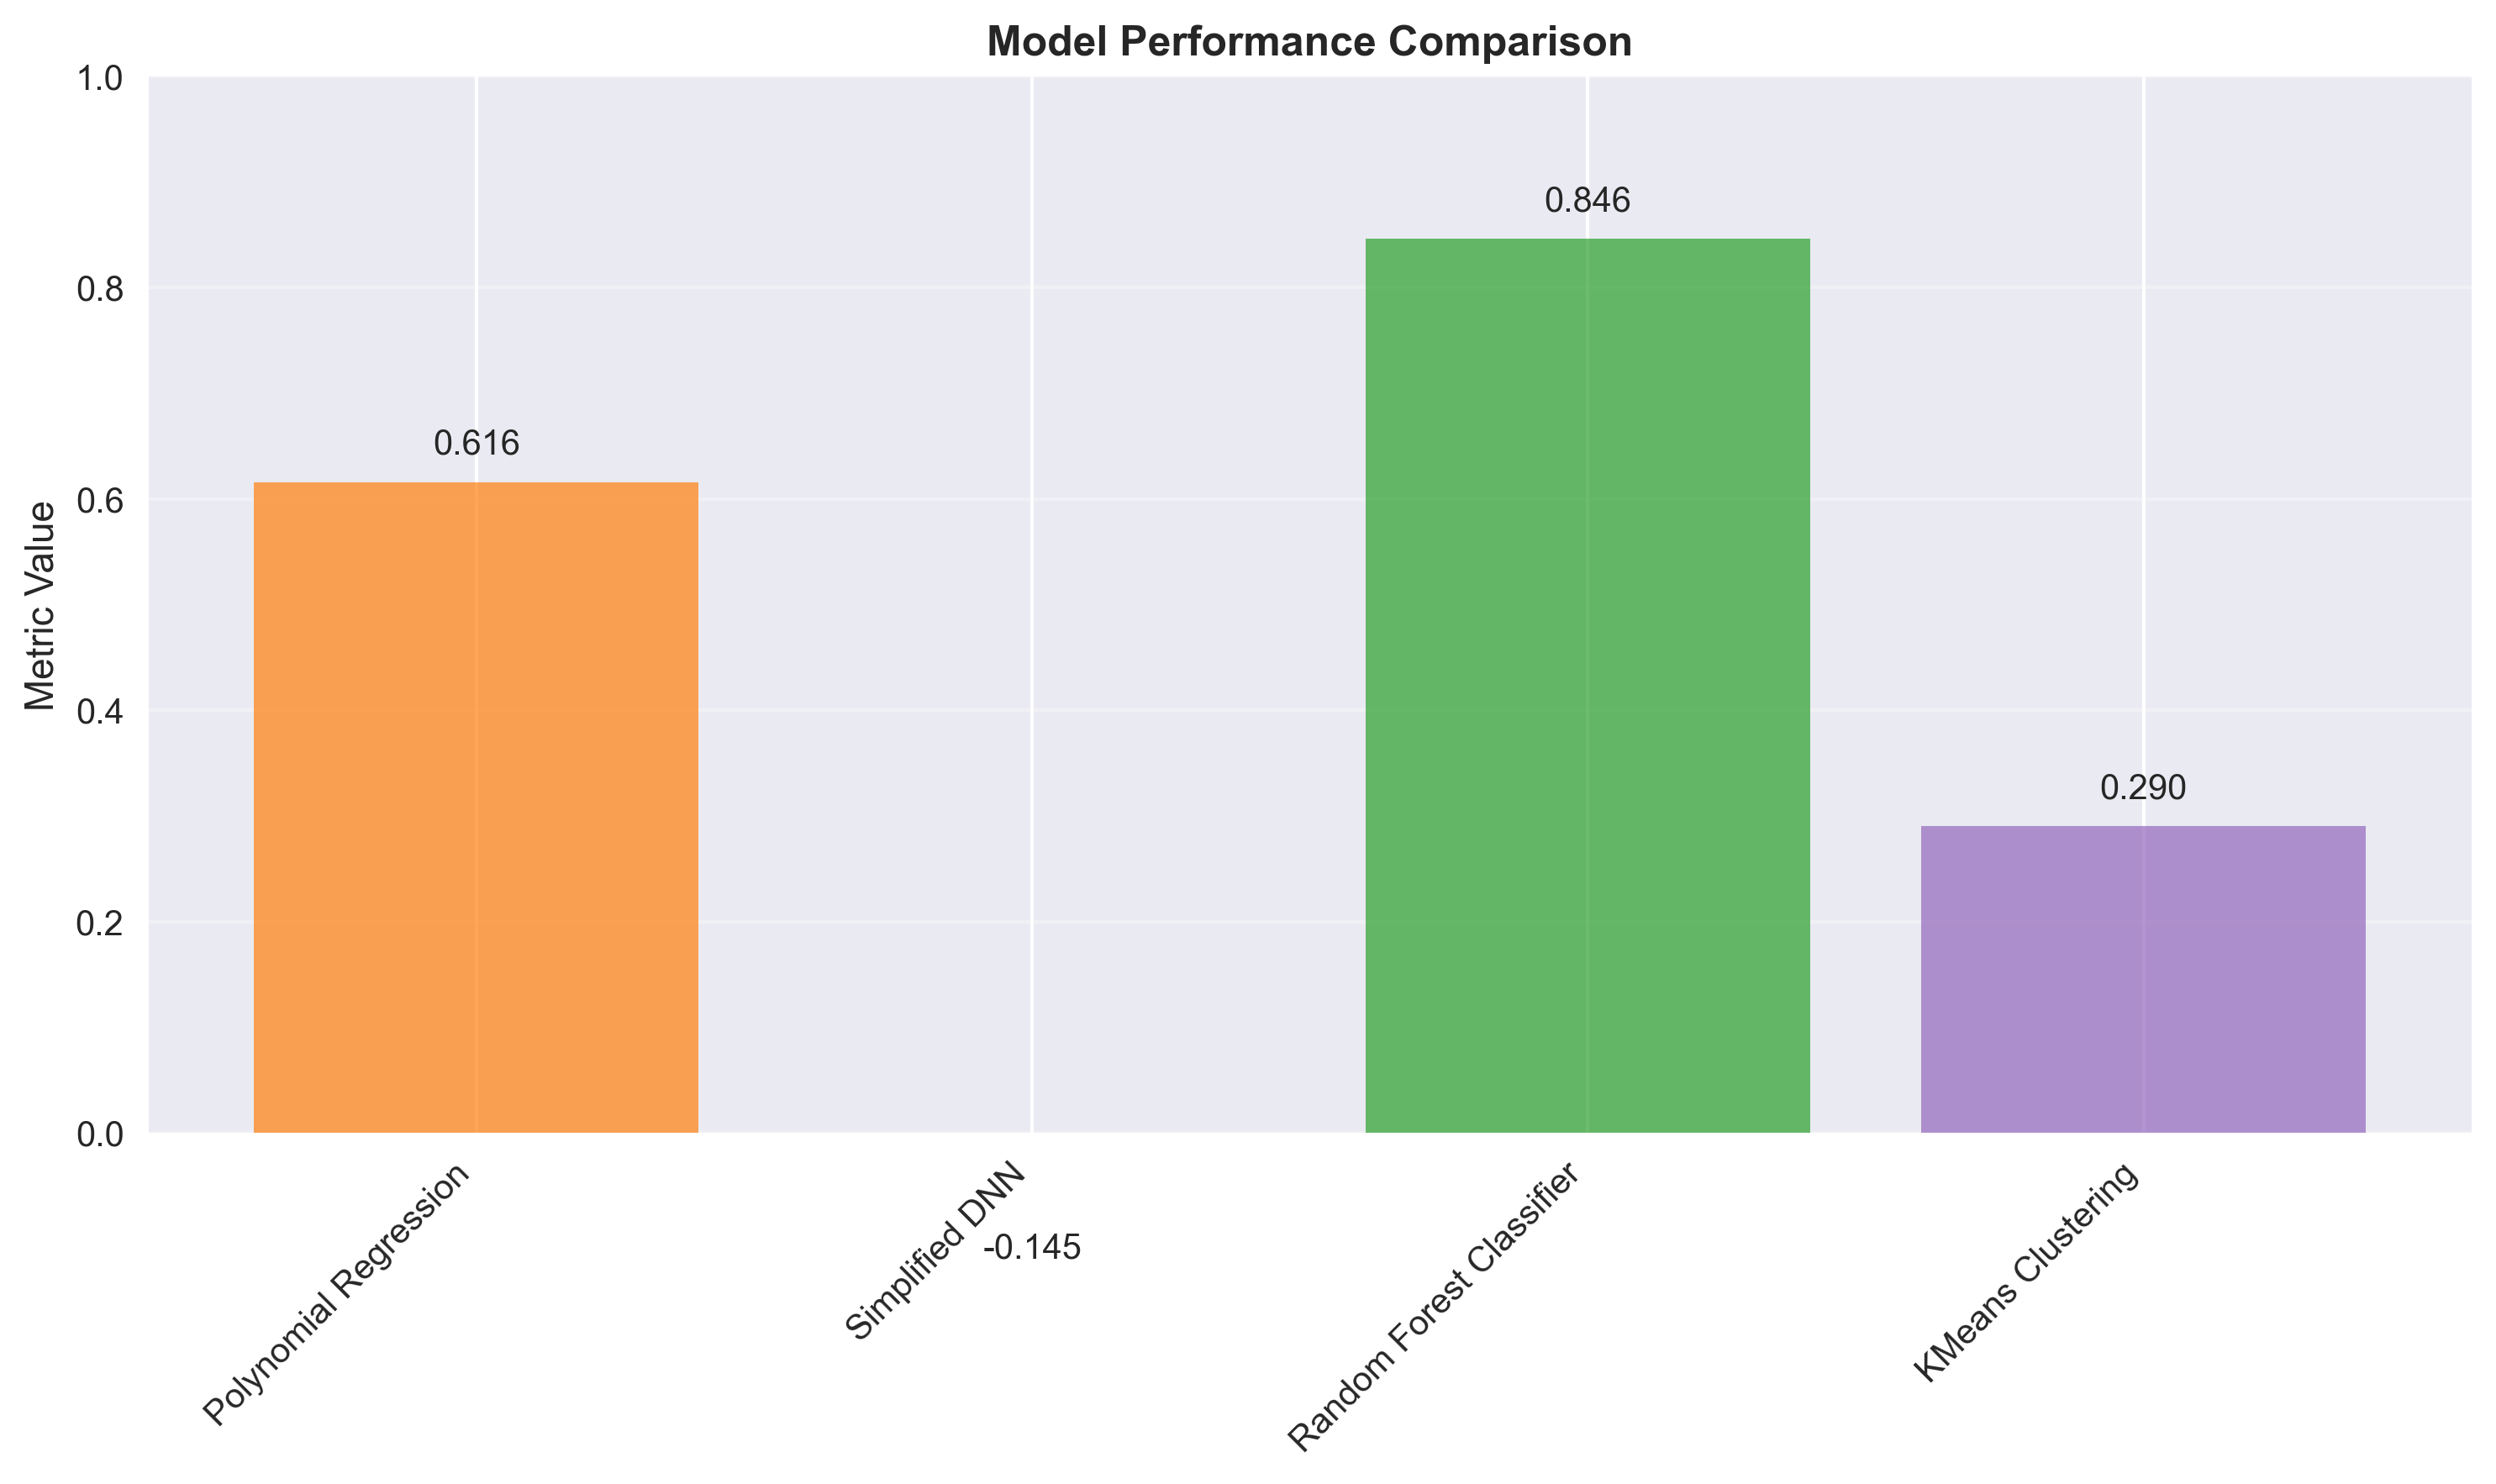 Model Performance Comparison
1.0
0.8
0.6
0.4
0.2
0.0
Metric Value
0.616
-0.145
0.846
0.290
Polynomial Regression
Simplified DNN
Random Forest Classifier
KMeans Clustering